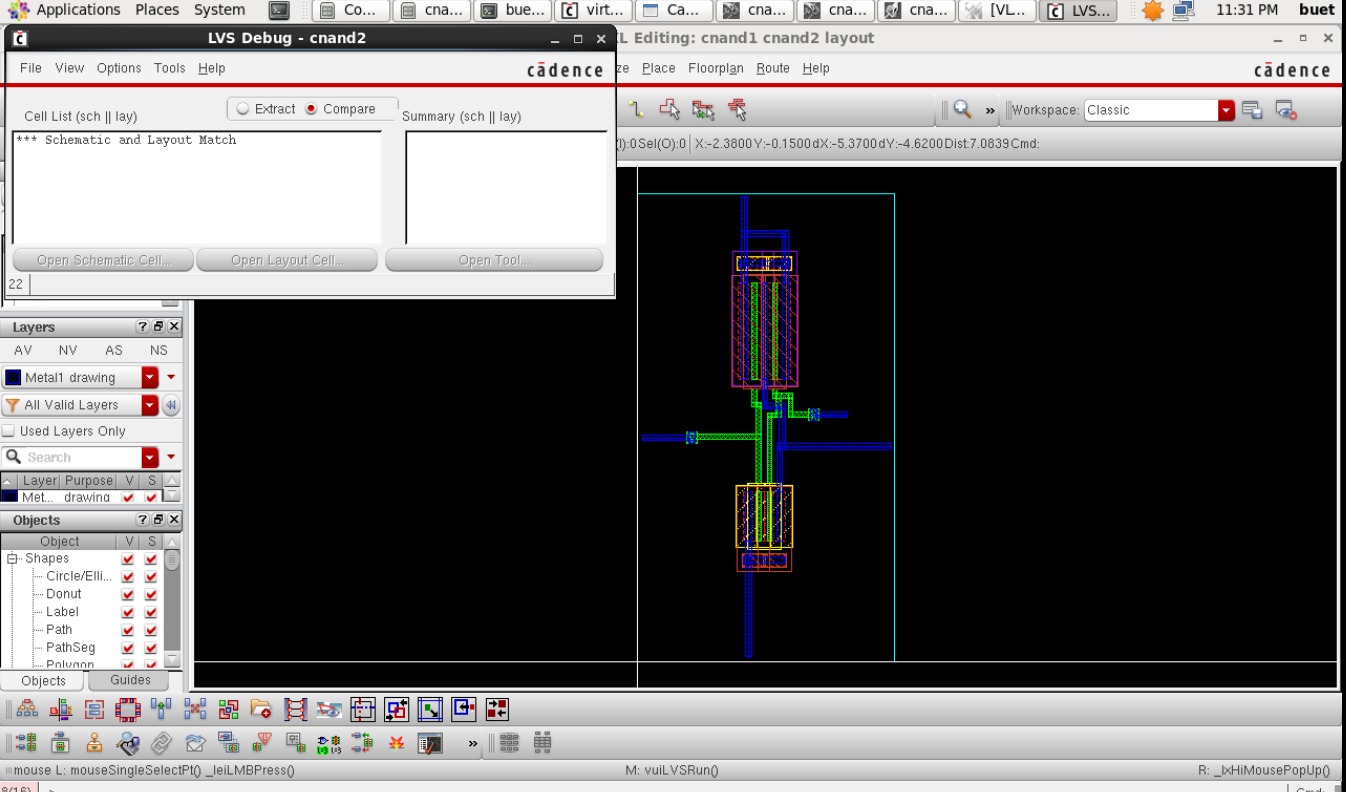 Applications Places System Co... cna... bue... virt... Ca... cna... cna... cna... [VL... LVS... 11:31 PM buet
LVS Debug - cnand2
L Editing: cnand1 cnand2 layout
File View Options Tools Help cādence
ze Place Floorplan Route Help cādence
Extract Compare
Cell List (sch || lay) Summary (sch || lay)
» Workspace: Classic
*** Schematic and Layout Match
(I):0 Sel(O):0 X:-2.3800 Y:-0.1500 dX:-5.3700 dY:-4.6200 Dist:7.0839 Cmd:
Open Schematic Cell... Open Layout Cell... Open Tool...
22
Layers
AV NV AS NS
Metal1 drawing
All Valid Layers
Used Layers Only
Search
Layer Purpose V S
Met... drawing
Objects
Object V S
Shapes
Circle/Elli...
Donut
Label
Path
PathSeg
Polygon
Objects Guides
»
mouse L: mouseSingleSelectPt() _leiLMBPress() M: vuiLVSRun() R: _lxHiMousePopUp()
8(16) > Cmd: